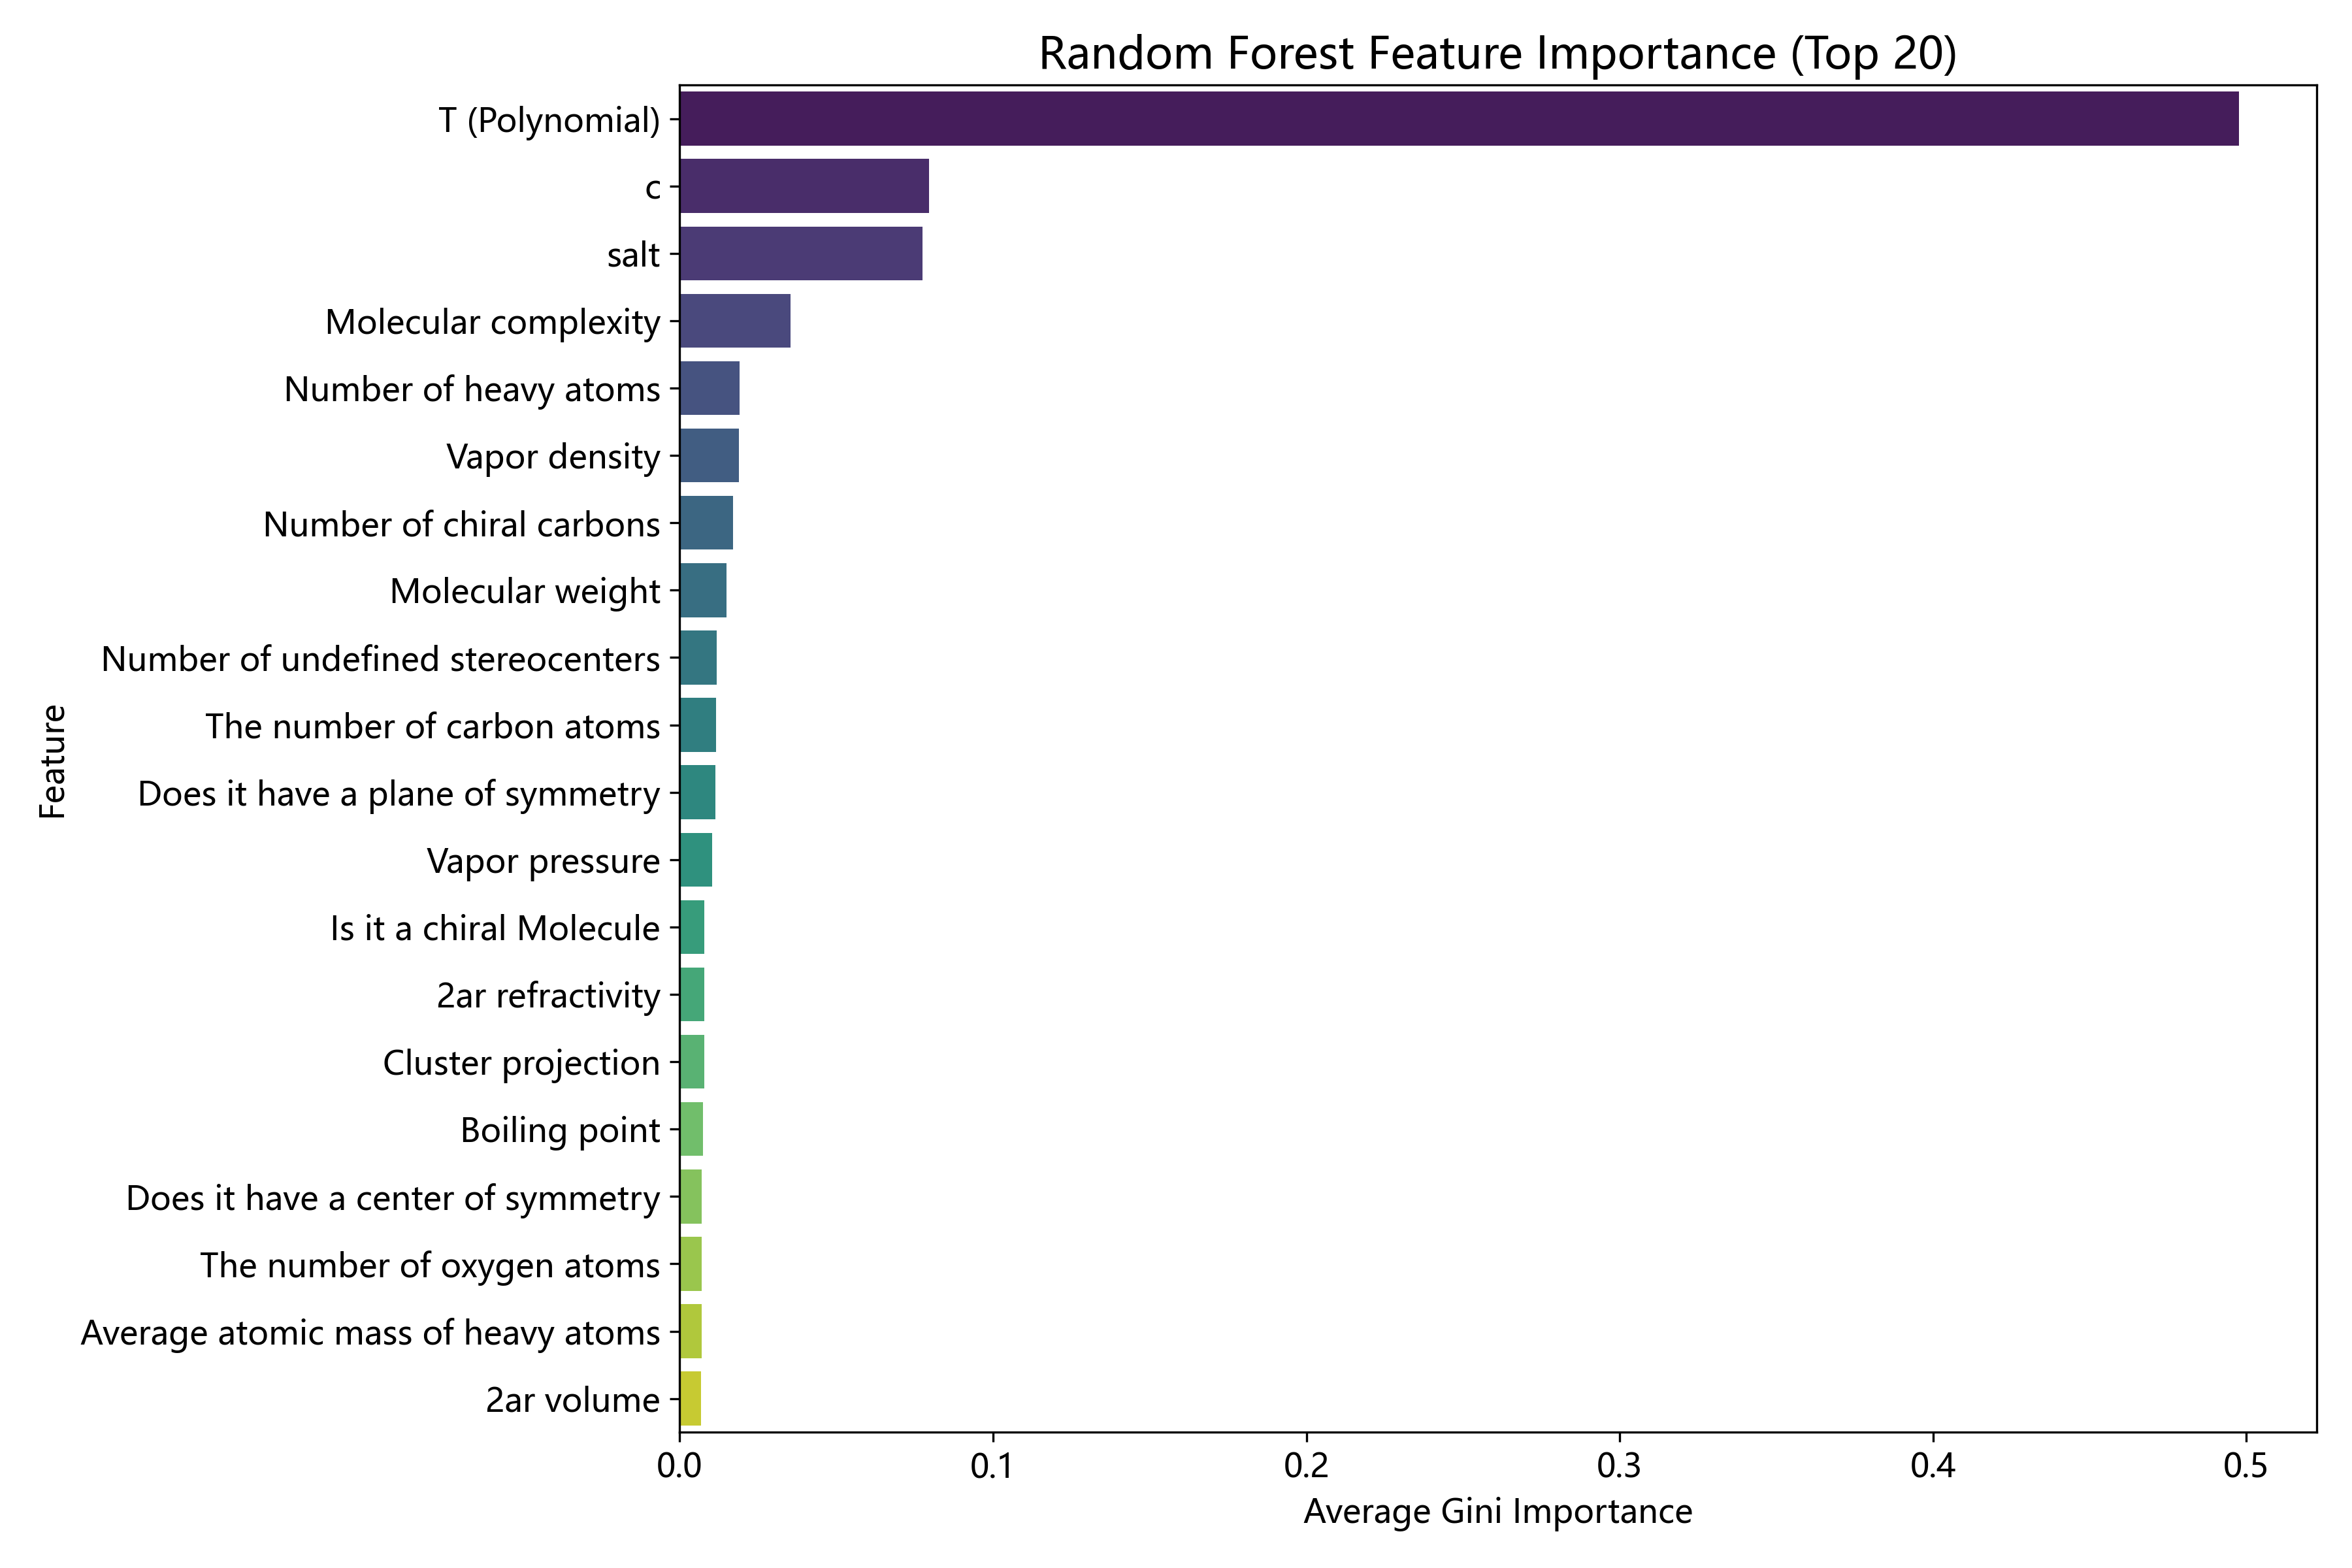 Random Forest Feature Importance (Top 20)
T (Polynomial)
c
salt
Molecular complexity
Number of heavy atoms
Vapor density
Number of chiral carbons
Molecular weight
Number of undefined stereocenters
The number of carbon atoms
Does it have a plane of symmetry
Vapor pressure
Is it a chiral Molecule
2ar refractivity
Cluster projection
Boiling point
Does it have a center of symmetry
The number of oxygen atoms
Average atomic mass of heavy atoms
2ar volume
Feature
0.0 0.1 0.2 0.3 0.4 0.5
Average Gini Importance